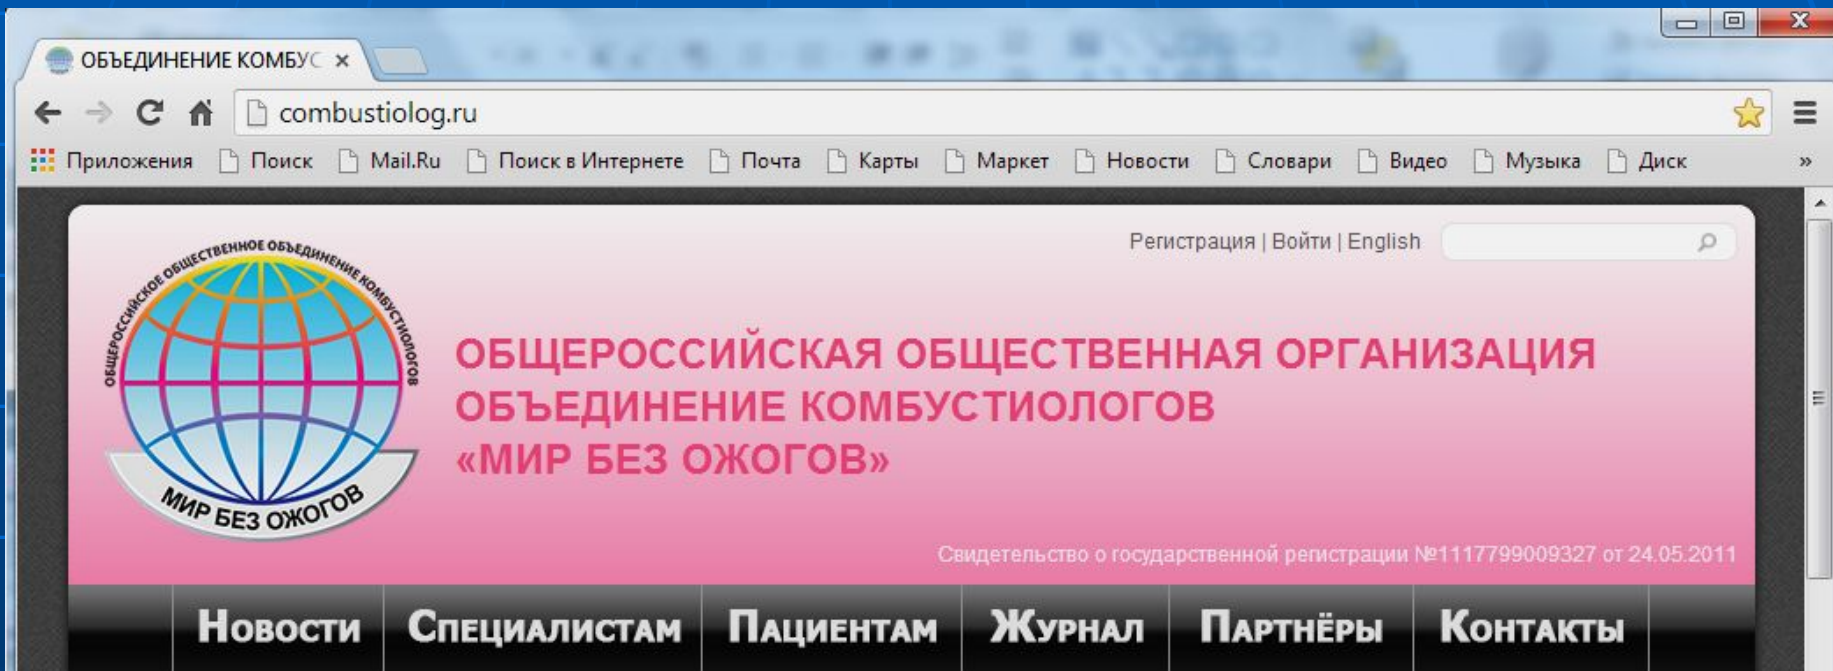 ОБЪЕДИНЕНИЕ КОМБУС
combustiolog.ru
Приложения Поиск Mail.Ru Поиск в Интернете Почта Карты Маркет Новости Словари Видео Музыка Диск »
Регистрация | Войти | English
ОБЩЕРОССИЙСКОЕ ОБЩЕСТВЕННОЕ ОБЪЕДИНЕНИЕ КОМБУСТИОЛОГОВ
МИР БЕЗ ОЖОГОВ
ОБЩЕРОССИЙСКАЯ ОБЩЕСТВЕННАЯ ОРГАНИЗАЦИЯ
ОБЪЕДИНЕНИЕ КОМБУСТИОЛОГОВ
«МИР БЕЗ ОЖОГОВ»
Свидетельство о государственной регистрации №1117799009327 от 24.05.2011
Новости Специалистам Пациентам Журнал Партнёры Контакты